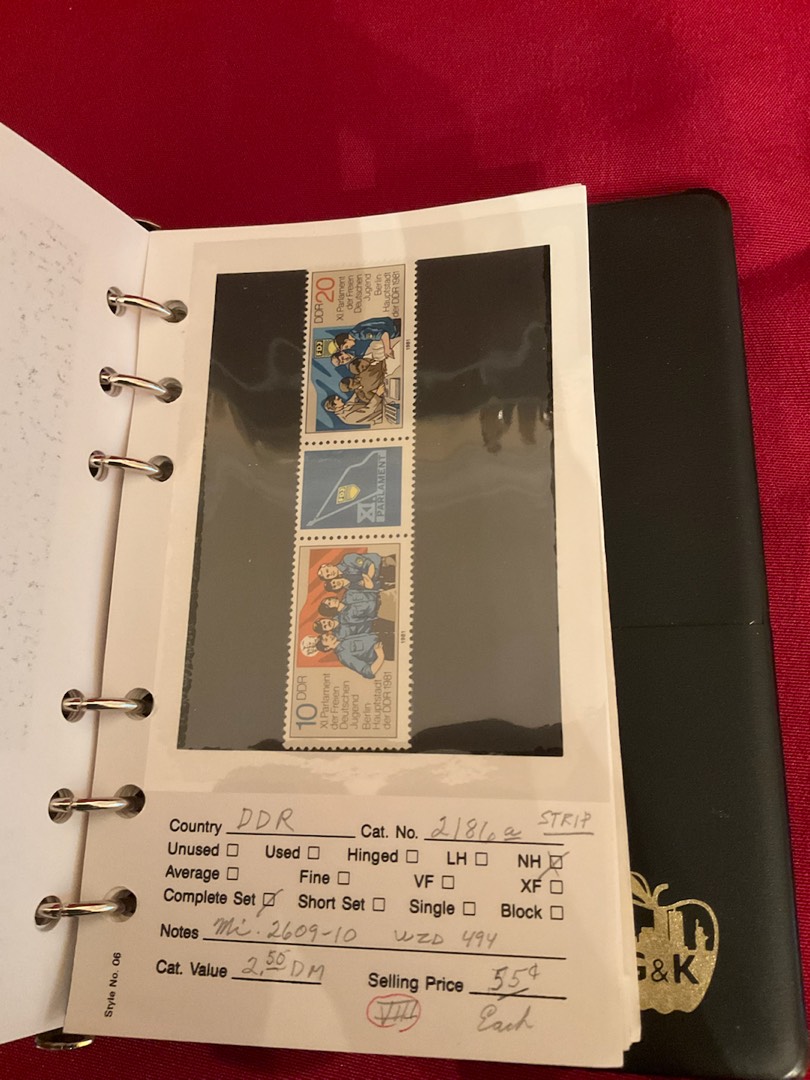 DDR 20
XI Parlament
der Freien
Deutschen
Jugend
Berlin
Hauptstadt
der DDR 1981
FDJ
1981
FDJ
XI.
PARLAMENT
10 DDR
XI Parlament
der Freien
Deutschen
Jugend
Berlin
Hauptstadt
der DDR 1981
1981
Country DDR Cat. No. 2181a STRIP
Unused Used Hinged LH NH
Average Fine VF XF
Complete Set Short Set Single Block
Notes Mi. 2609-10 WZD 494
Cat. Value 2.50 DM Selling Price 55¢
VIII Each
Style No. 06
G&K